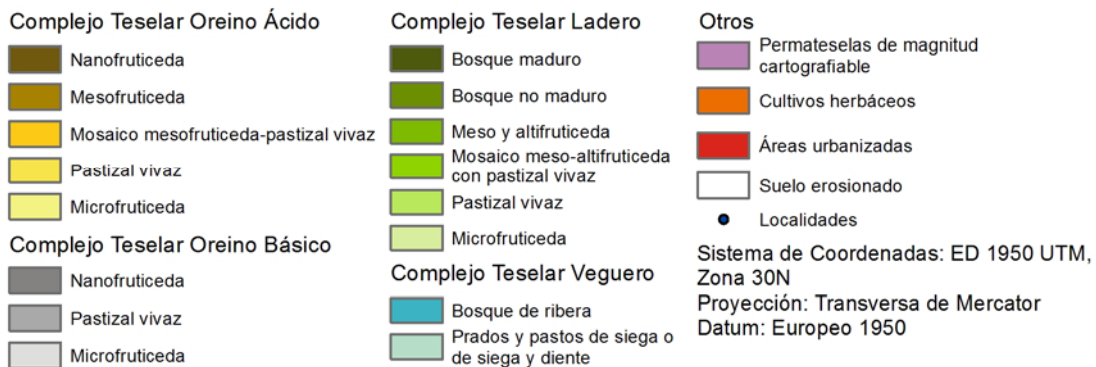 Complejo Teselar Oreino Ácido
Nanofruticeda
Mesofruticeda
Mosaico mesofruticeda-pastizal vivaz
Pastizal vivaz
Microfruticeda
Complejo Teselar Oreino Básico
Nanofruticeda
Pastizal vivaz
Microfruticeda
Complejo Teselar Ladero
Bosque maduro
Bosque no maduro
Meso y altifruticeda
Mosaico meso-altifruticeda
con pastizal vivaz
Pastizal vivaz
Microfruticeda
Complejo Teselar Veguero
Bosque de ribera
Prados y pastos de siega o
de siega y diente
Otros
Permateselas de magnitud
cartografiable
Cultivos herbáceos
Áreas urbanizadas
Suelo erosionado
Localidades
Sistema de Coordenadas: ED 1950 UTM,
Zona 30N
Proyección: Transversa de Mercator
Datum: Europeo 1950